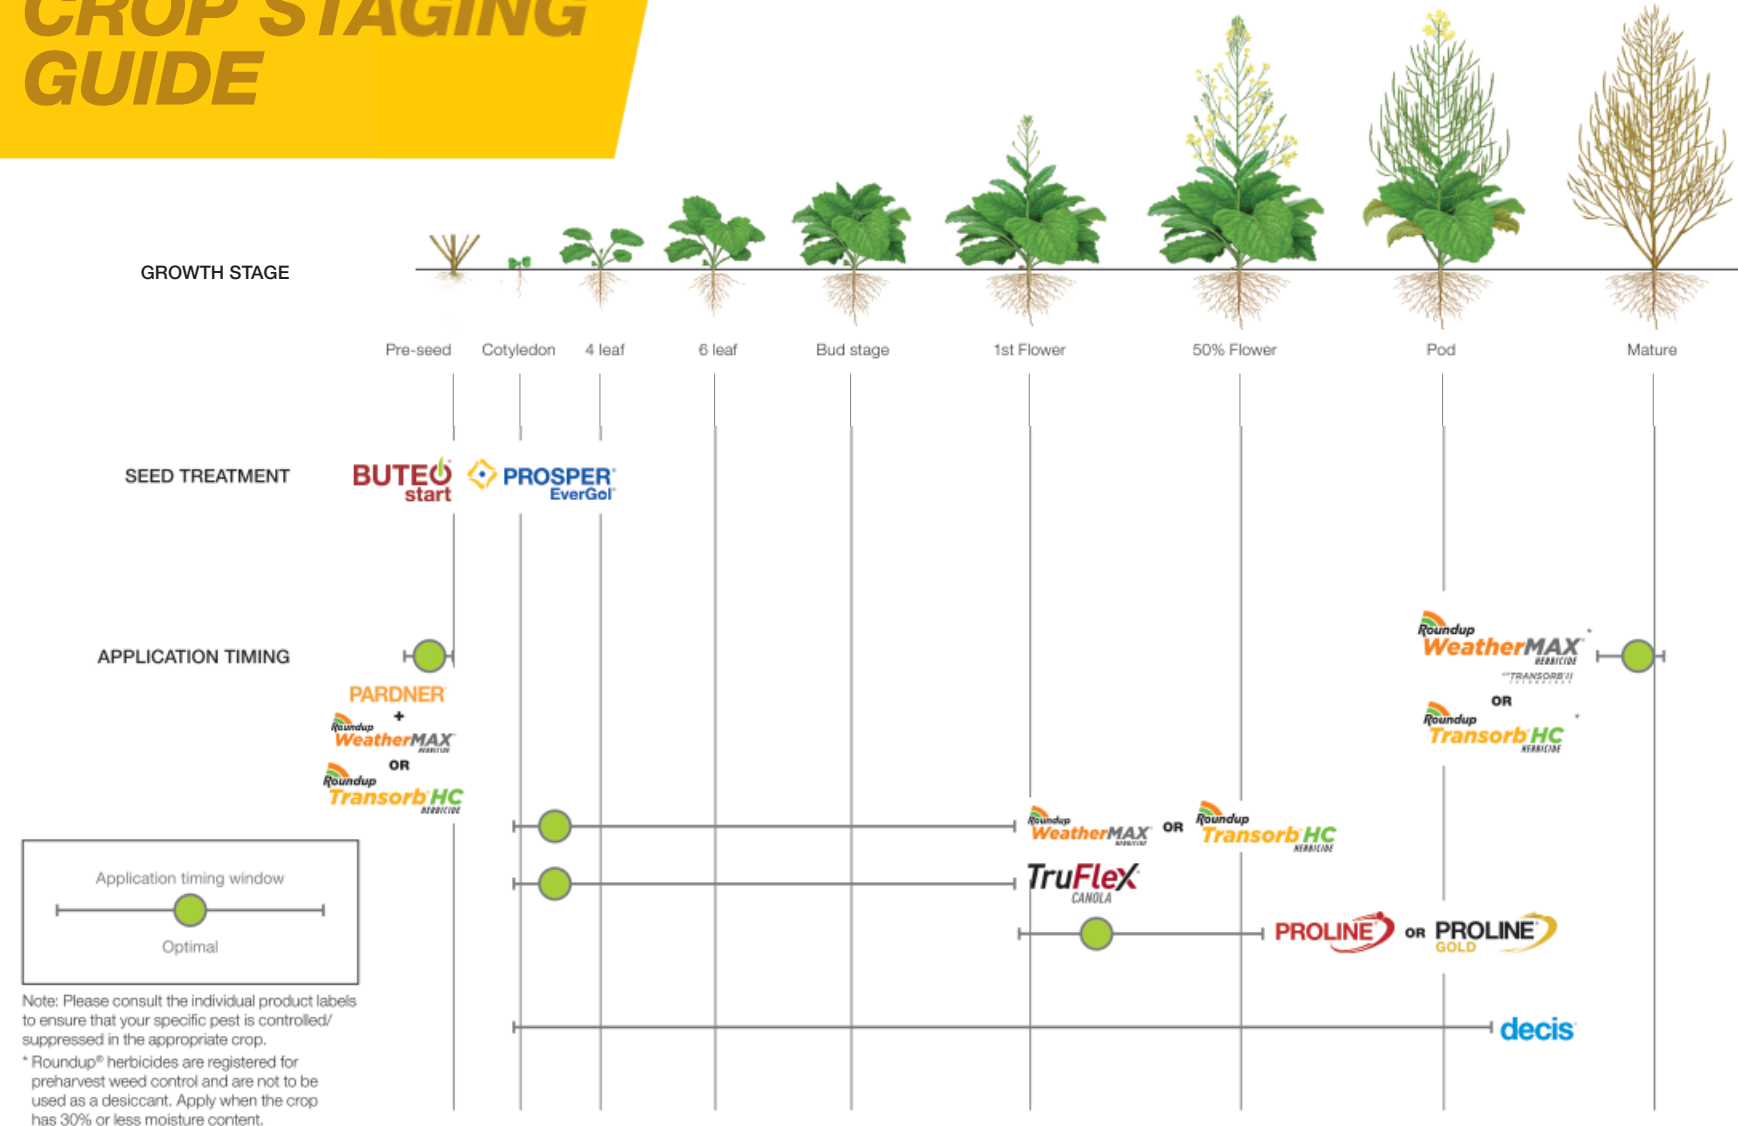 CROP STAGING
GUIDE
GROWTH STAGE
Pre-seed Cotyledon 4 leaf 6 leaf Bud stage 1st Flower 50% Flower Pod Mature
SEED TREATMENT
BUTEO
start
PROSPER
EverGol
APPLICATION TIMING
PARDNER
+
Roundup
WeatherMAX
HERBICIDE
OR
Roundup
Transorb HC
HERBICIDE
Roundup
WeatherMAX *
HERBICIDE
TRANSORB II
OR
Roundup *
Transorb HC
HERBICIDE
Roundup
WeatherMAX
HERBICIDE
OR
Roundup
Transorb HC
HERBICIDE
TruFlex
CANOLA
PROLINE OR PROLINE
GOLD
decis
Application timing window
Optimal
Note: Please consult the individual product labels
to ensure that your specific pest is controlled/
suppressed in the appropriate crop.
* Roundup® herbicides are registered for
preharvest weed control and are not to be
used as a desiccant. Apply when the crop
has 30% or less moisture content.